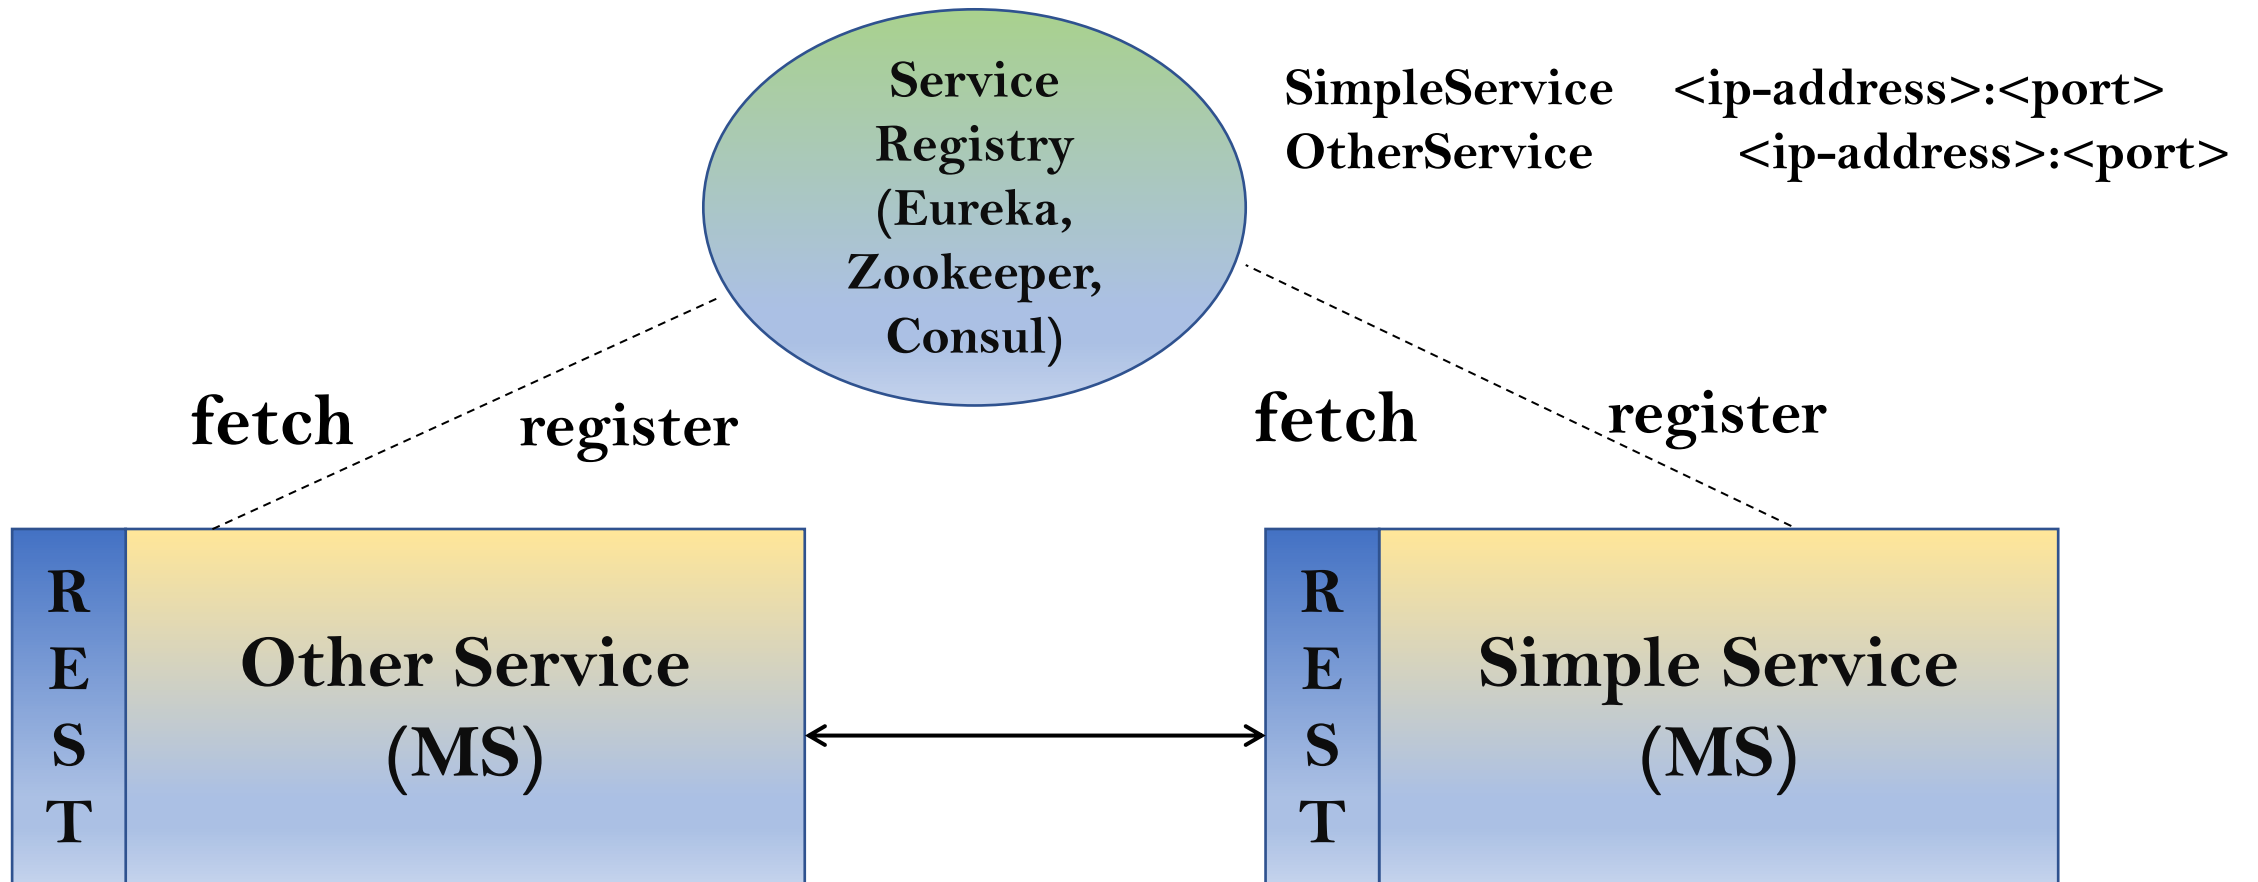 Service
Registry
(Eureka,
Zookeeper,
Consul)
SimpleService <ip-address>:<port>
OtherService <ip-address>:<port>
fetch
register
fetch
register
R
E
S
T
Other Service
(MS)
R
E
S
T
Simple Service
(MS)